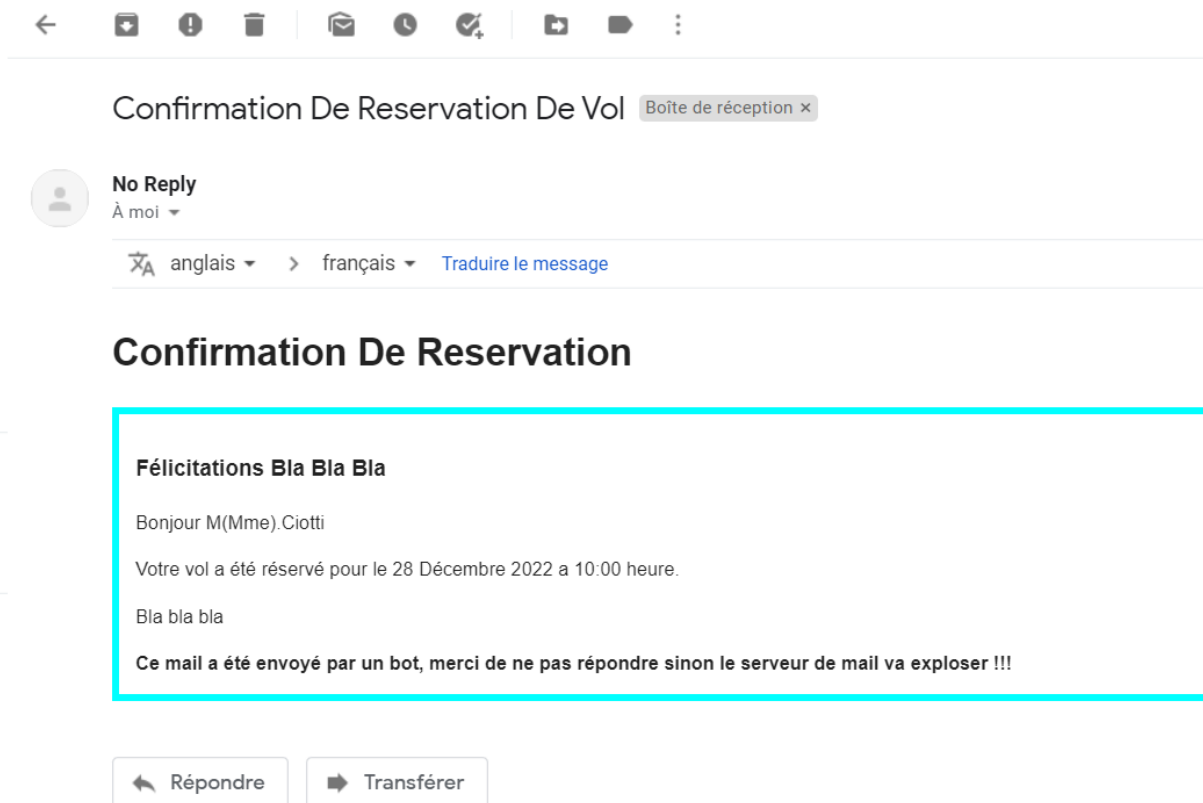 Confirmation De Reservation De Vol Boîte de réception ×
No Reply
À moi
anglais > français Traduire le message
Confirmation De Reservation
Félicitations Bla Bla Bla
Bonjour M(Mme).Ciotti
Votre vol a été réservé pour le 28 Décembre 2022 a 10:00 heure.
Bla bla bla
Ce mail a été envoyé par un bot, merci de ne pas répondre sinon le serveur de mail va exploser !!!
Répondre Transférer